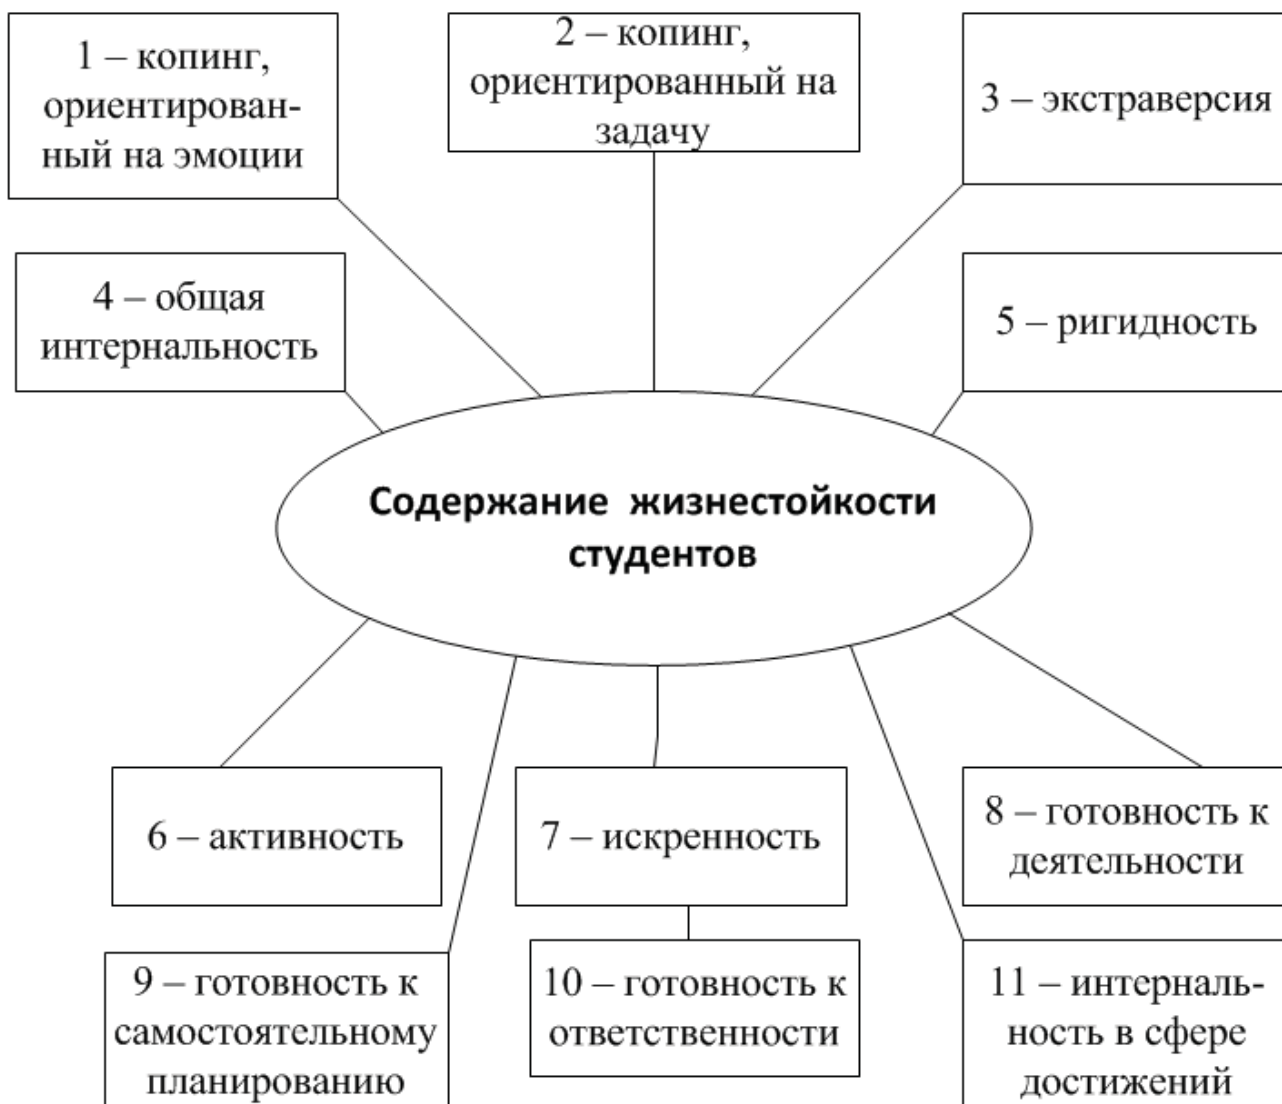 1 – копинг,
ориентирован-
ный на эмоции
2 – копинг,
ориентированный на
задачу
3 – экстраверсия
4 – общая
интернальность
5 – ригидность
Содержание жизнестойкости
студентов
6 – активность
7 – искренность
8 – готовность к
деятельности
9 – готовность к
самостоятельному
планированию
10 – готовность к
ответственности
11 – интерналь-
ность в сфере
достижений